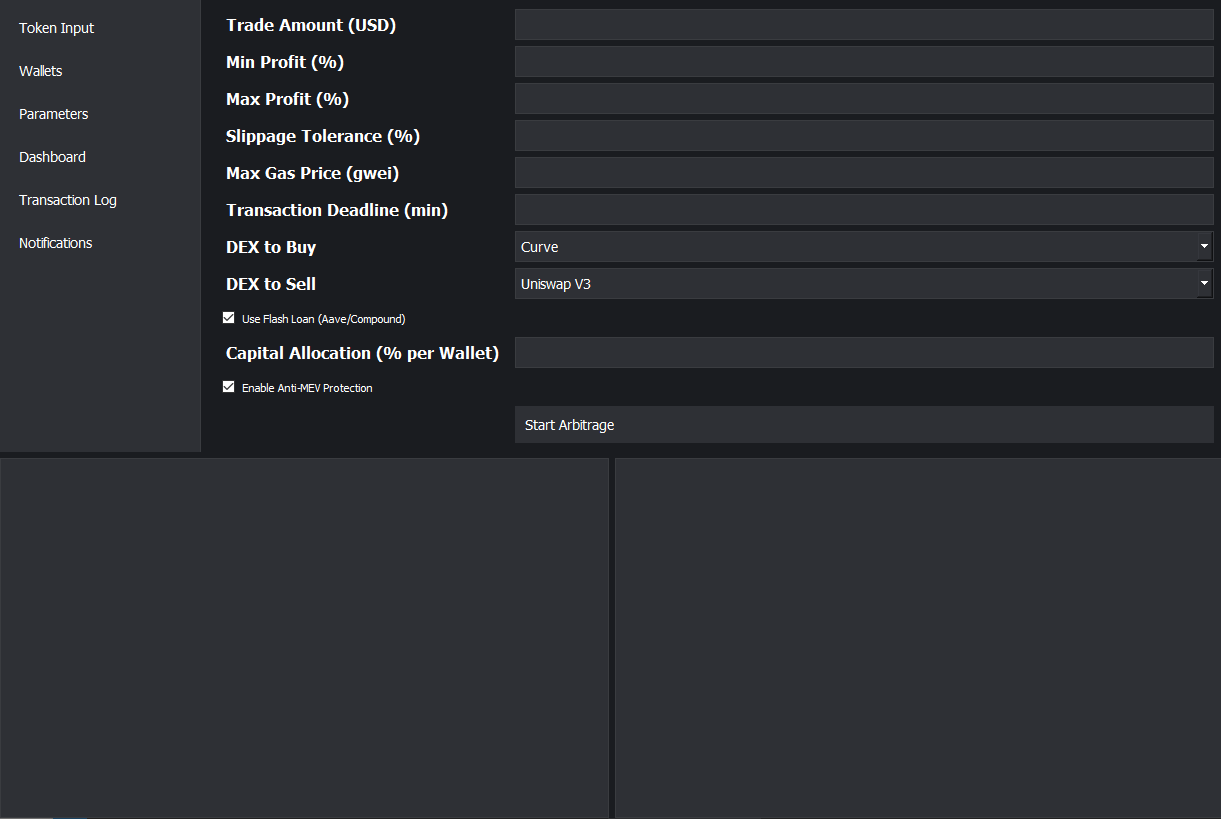 Token Input
Wallets
Parameters
Dashboard
Transaction Log
Notifications
Trade Amount (USD)
Min Profit (%)
Max Profit (%)
Slippage Tolerance (%)
Max Gas Price (gwei)
Transaction Deadline (min)
DEX to Buy Curve
DEX to Sell Uniswap V3
Use Flash Loan (Aave/Compound)
Capital Allocation (% per Wallet)
Enable Anti-MEV Protection
Start Arbitrage